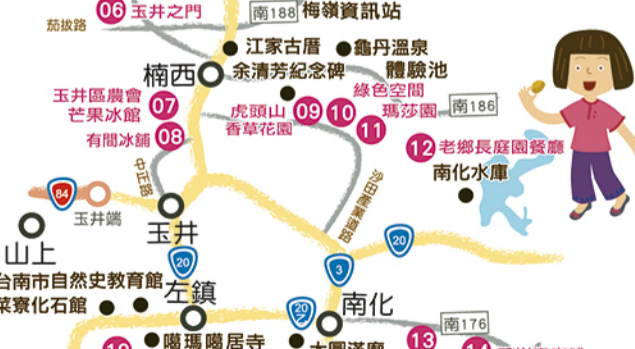 06 玉井之門
南188 梅嶺資訊站
茄拔路
江家古厝
龜丹溫泉
體驗池
楠西
余清芳紀念碑
綠色空間
瑪莎園
南186
玉井區農會
芒果冰館
07
虎頭山
香草花園
09 10
11
有間冰舖 08
12 老鄉長庭園餐廳
南化水庫
中正路
沙田產業道路
84
玉井端
玉井
山上
20
20
3
台南市自然史教育館
菜寮化石館
左鎮
20乙
南化
南176
噶瑪噶居寺
13
14